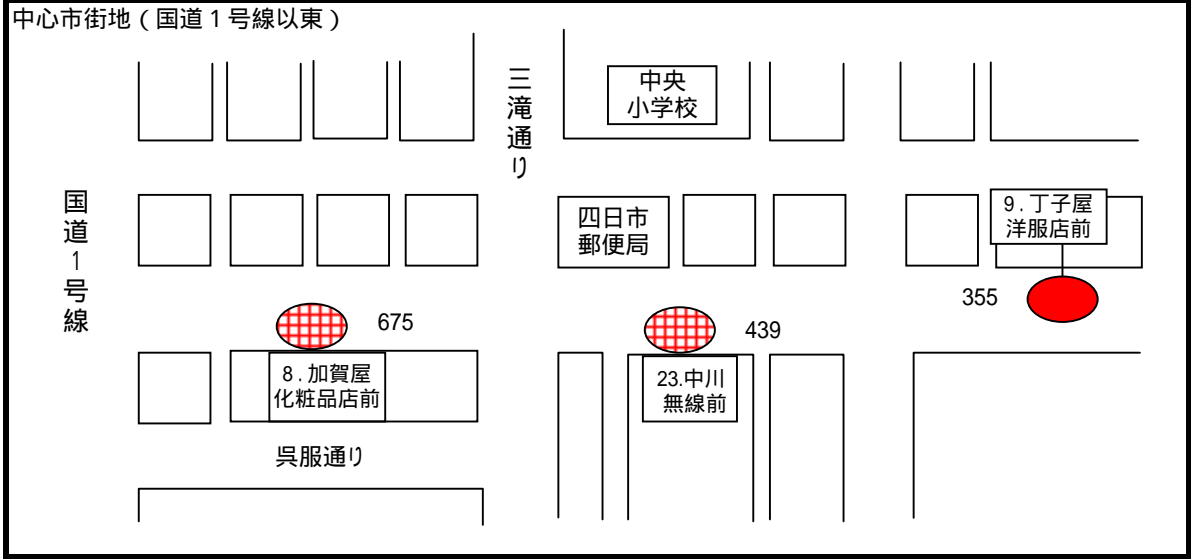 中心市街地（国道１号線以東）
三滝通り
中央
小学校
国道１号線
四日市
郵便局
9.丁子屋
洋服店前
355
675
439
8.加賀屋
化粧品店前
23.中川
無線前
呉服通り